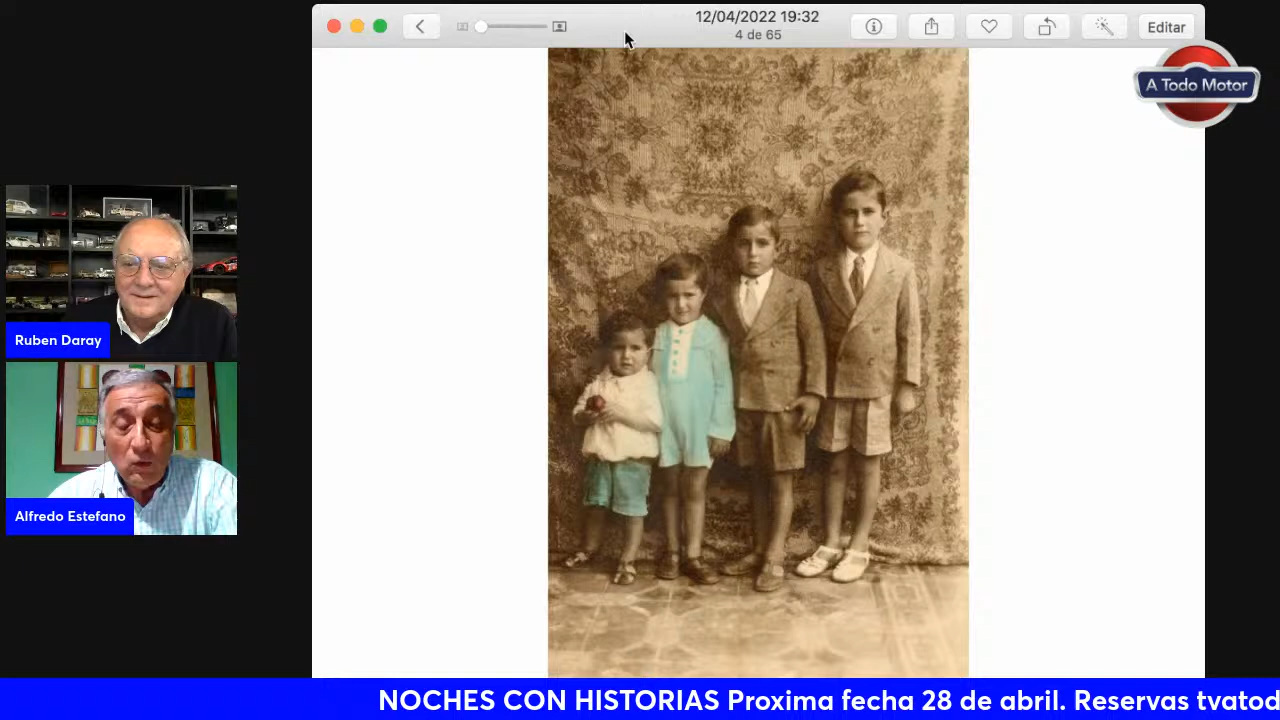 12/04/2022 19:32
4 de 65
Editar
A Todo Motor
Ruben Daray
Alfredo Estefano
NOCHES CON HISTORIAS Proxima fecha 28 de abril. Reservas tvatod